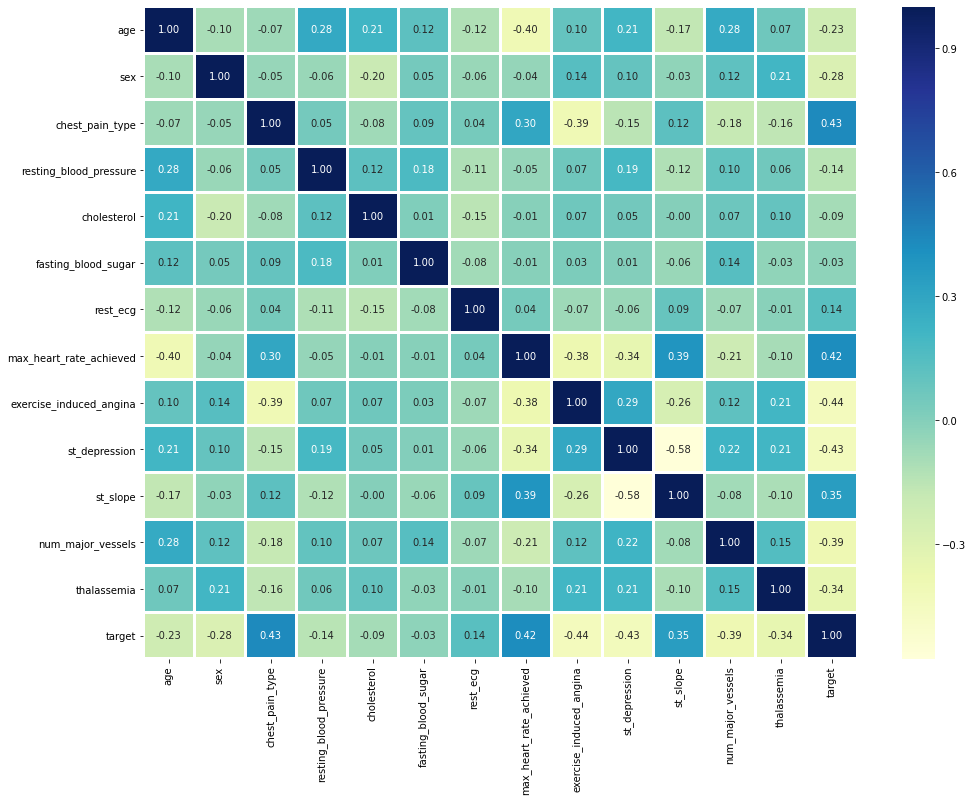 age 1.00 -0.10 -0.07 0.28 0.21 0.12 -0.12 -0.40 0.10 0.21 -0.17 0.28 0.07 -0.23
sex -0.10 1.00 -0.05 -0.06 -0.20 0.05 -0.06 -0.04 0.14 0.10 -0.03 0.12 0.21 -0.28
chest_pain_type -0.07 -0.05 1.00 0.05 -0.08 0.09 0.04 0.30 -0.39 -0.15 0.12 -0.18 -0.16 0.43
resting_blood_pressure 0.28 -0.06 0.05 1.00 0.12 0.18 -0.11 -0.05 0.07 0.19 -0.12 0.10 0.06 -0.14
cholesterol 0.21 -0.20 -0.08 0.12 1.00 0.01 -0.15 -0.01 0.07 0.05 -0.00 0.07 0.10 -0.09
fasting_blood_sugar 0.12 0.05 0.09 0.18 0.01 1.00 -0.08 -0.01 0.03 0.01 -0.06 0.14 -0.03 -0.03
rest_ecg -0.12 -0.06 0.04 -0.11 -0.15 -0.08 1.00 0.04 -0.07 -0.06 0.09 -0.07 -0.01 0.14
max_heart_rate_achieved -0.40 -0.04 0.30 -0.05 -0.01 -0.01 0.04 1.00 -0.38 -0.34 0.39 -0.21 -0.10 0.42
exercise_induced_angina 0.10 0.14 -0.39 0.07 0.07 0.03 -0.07 -0.38 1.00 0.29 -0.26 0.12 0.21 -0.44
st_depression 0.21 0.10 -0.15 0.19 0.05 0.01 -0.06 -0.34 0.29 1.00 -0.58 0.22 0.21 -0.43
st_slope -0.17 -0.03 0.12 -0.12 -0.00 -0.06 0.09 0.39 -0.26 -0.58 1.00 -0.08 -0.10 0.35
num_major_vessels 0.28 0.12 -0.18 0.10 0.07 0.14 -0.07 -0.21 0.12 0.22 -0.08 1.00 0.15 -0.39
thalassemia 0.07 0.21 -0.16 0.06 0.10 -0.03 -0.01 -0.10 0.21 0.21 -0.10 0.15 1.00 -0.34
target -0.23 -0.28 0.43 -0.14 -0.09 -0.03 0.14 0.42 -0.44 -0.43 0.35 -0.39 -0.34 1.00
age
sex
chest_pain_type
resting_blood_pressure
cholesterol
fasting_blood_sugar
rest_ecg
max_heart_rate_achieved
exercise_induced_angina
st_depression
st_slope
num_major_vessels
thalassemia
target
0.9
0.6
0.3
0.0
−0.3